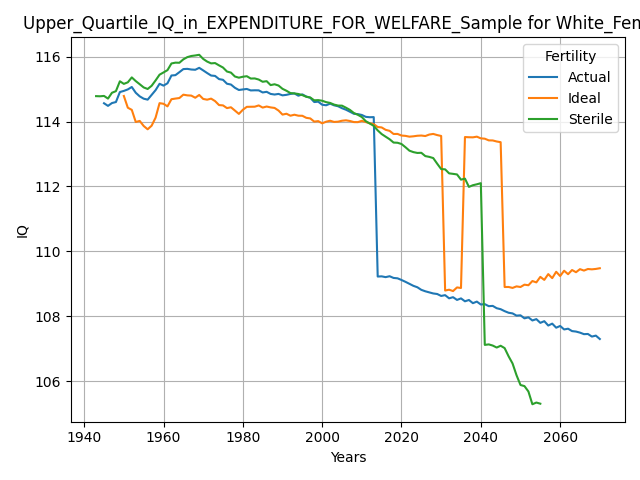 Upper_Quartile_IQ_in_EXPENDITURE_FOR_WELFARE_Sample for White_Fem
Fertility
Actual
Ideal
Sterile
116
114
112
110
108
106
IQ
1940 1960 1980 2000 2020 2040 2060
Years